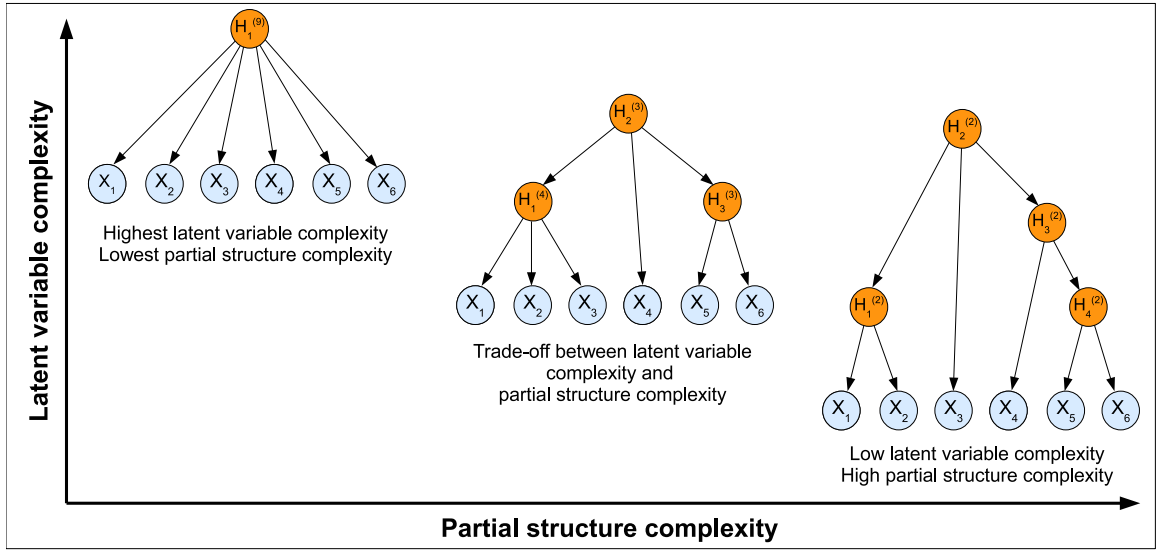 Latent variable complexity
H₁⁽⁹⁾
X₁ X₂ X₃ X₄ X₅ X₆
Highest latent variable complexity
Lowest partial structure complexity
H₂⁽³⁾
H₁⁽⁴⁾ H₃⁽³⁾
X₁ X₂ X₃ X₄ X₅ X₆
Trade-off between latent variable
complexity and
partial structure complexity
H₂⁽²⁾
H₃⁽²⁾
H₁⁽²⁾ H₄⁽²⁾
X₁ X₂ X₃ X₄ X₅ X₆
Low latent variable complexity
High partial structure complexity
Partial structure complexity